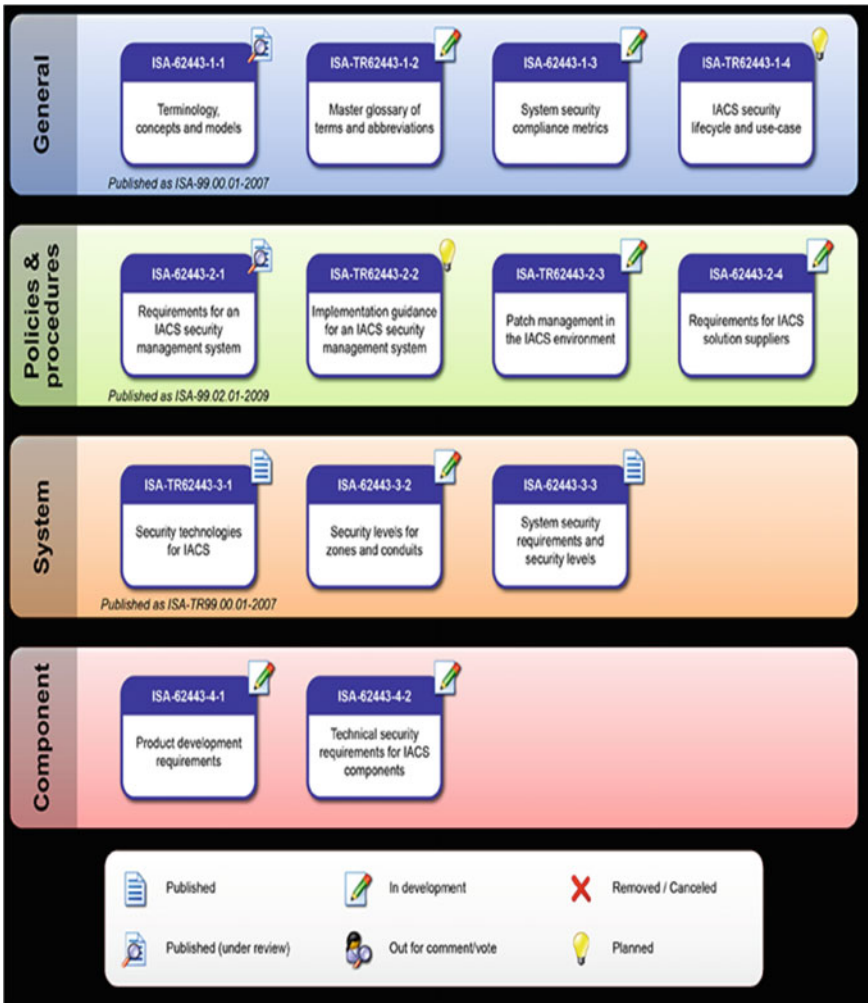 General
ISA-62443-1-1
Terminology,
concepts and models
Published as ISA-99.00.01-2007
ISA-TR62443-1-2
Master glossary of
terms and abbreviations
ISA-62443-1-3
System security
compliance metrics
ISA-TR62443-1-4
IACS security
lifecycle and use-case
Policies &
procedures
ISA-62443-2-1
Requirements for an
IACS security
management system
Published as ISA-99.02.01-2009
ISA-TR62443-2-2
Implementation guidance
for an IACS security
management system
ISA-TR62443-2-3
Patch management in
the IACS environment
ISA-62443-2-4
Requirements for IACS
solution suppliers
System
ISA-TR62443-3-1
Security technologies
for IACS
Published as ISA-TR99.00.01-2007
ISA-62443-3-2
Security levels for
zones and conduits
ISA-62443-3-3
System security
requirements and
security levels
Component
ISA-62443-4-1
Product development
requirements
ISA-62443-4-2
Technical security
requirements for IACS
components
Published
In development
Removed / Canceled
Published (under review)
Out for comment/vote
Planned